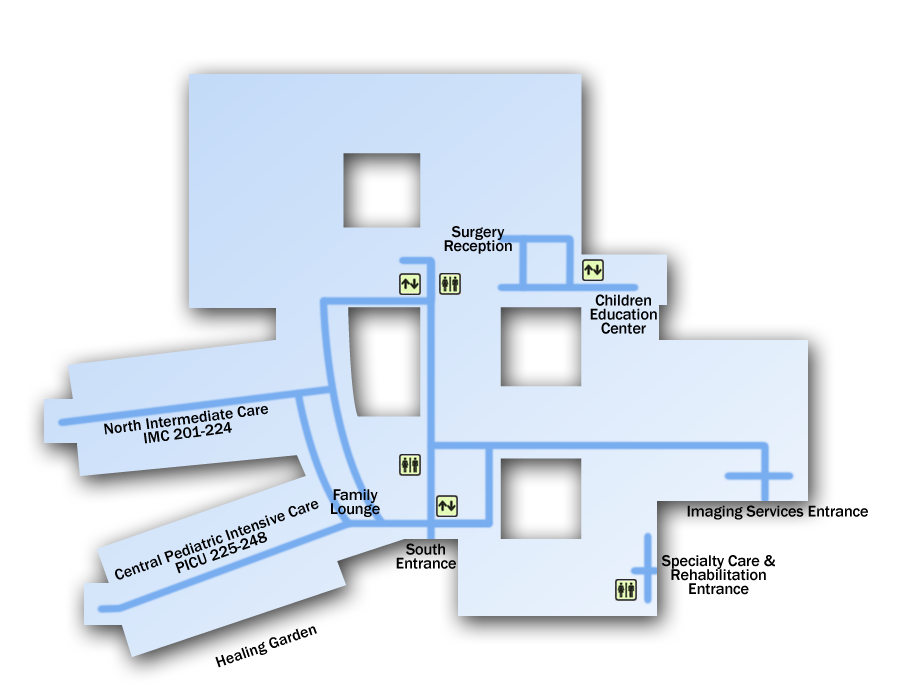 Surgery
Reception
Children
Education
Center
North Intermediate Care
IMC 201-224
Family
Lounge
Central Pediatric Intensive Care
PICU 225-248
Imaging Services Entrance
South
Entrance
Specialty Care &
Rehabilitation
Entrance
Healing Garden